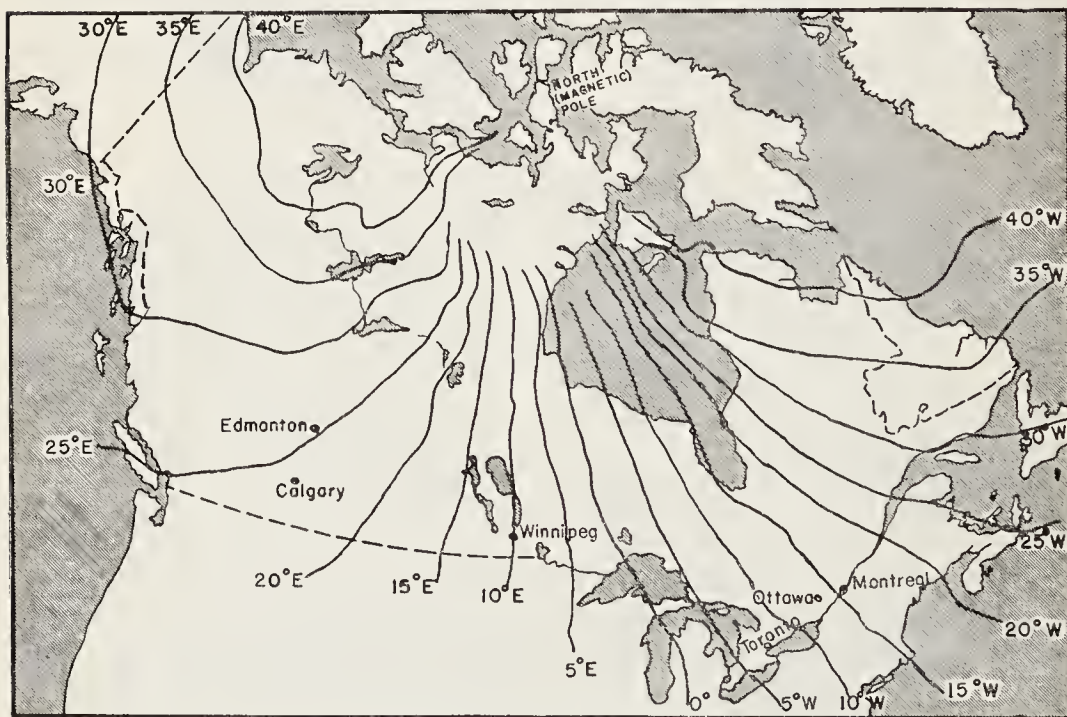 30°E
35°E
40°E
NORTH
(MAGNETIC)
POLE
30°E
40°W
35°W
Edmonton
25°E
30°W
Calgary
Winnipeg
25°W
20°E
15°E
10°E
Ottawa
Montreal
20°W
Toronto
5°E
0°
5°W
10°W
15°W